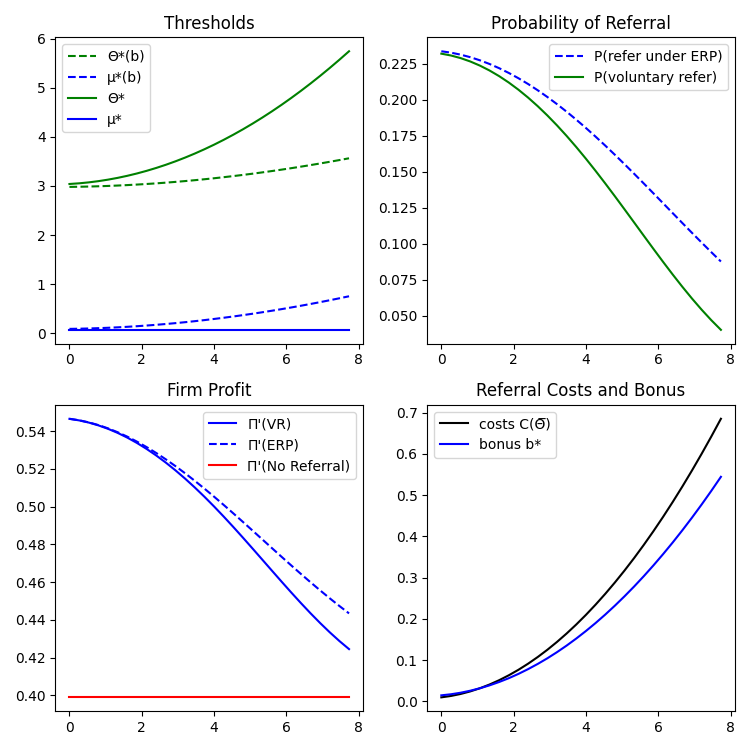 Thresholds
6
5
4
3
2
1
0
0 2 4 6 8
Θ*(b)
μ*(b)
Θ*
μ*
Probability of Referral
0.225
0.200
0.175
0.150
0.125
0.100
0.075
0.050
0 2 4 6 8
P(refer under ERP)
P(voluntary refer)
Firm Profit
0.54
0.52
0.50
0.48
0.46
0.44
0.42
0.40
0 2 4 6 8
Π'(VR)
Π'(ERP)
Π'(No Referral)
Referral Costs and Bonus
0.7
0.6
0.5
0.4
0.3
0.2
0.1
0.0
0 2 4 6 8
costs C(Θ̅)
bonus b*